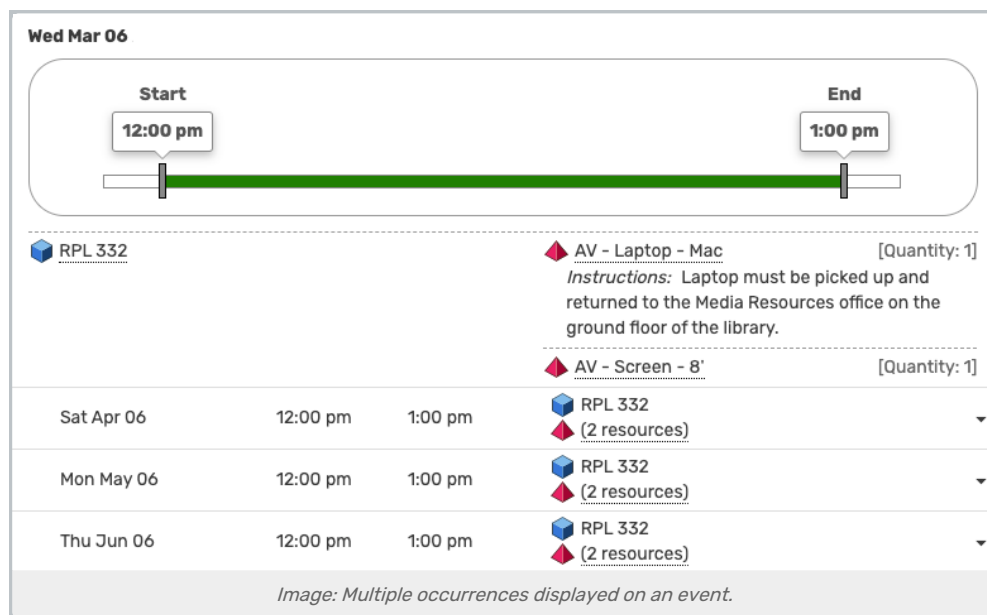 Wed Mar 06
Start
End
12:00 pm
1:00 pm
RPL 332
AV - Laptop - Mac [Quantity: 1]
Instructions: Laptop must be picked up and
returned to the Media Resources office on the
ground floor of the library.
AV - Screen - 8' [Quantity: 1]
Sat Apr 06 12:00 pm 1:00 pm RPL 332
(2 resources)
Mon May 06 12:00 pm 1:00 pm RPL 332
(2 resources)
Thu Jun 06 12:00 pm 1:00 pm RPL 332
(2 resources)
Image: Multiple occurrences displayed on an event.